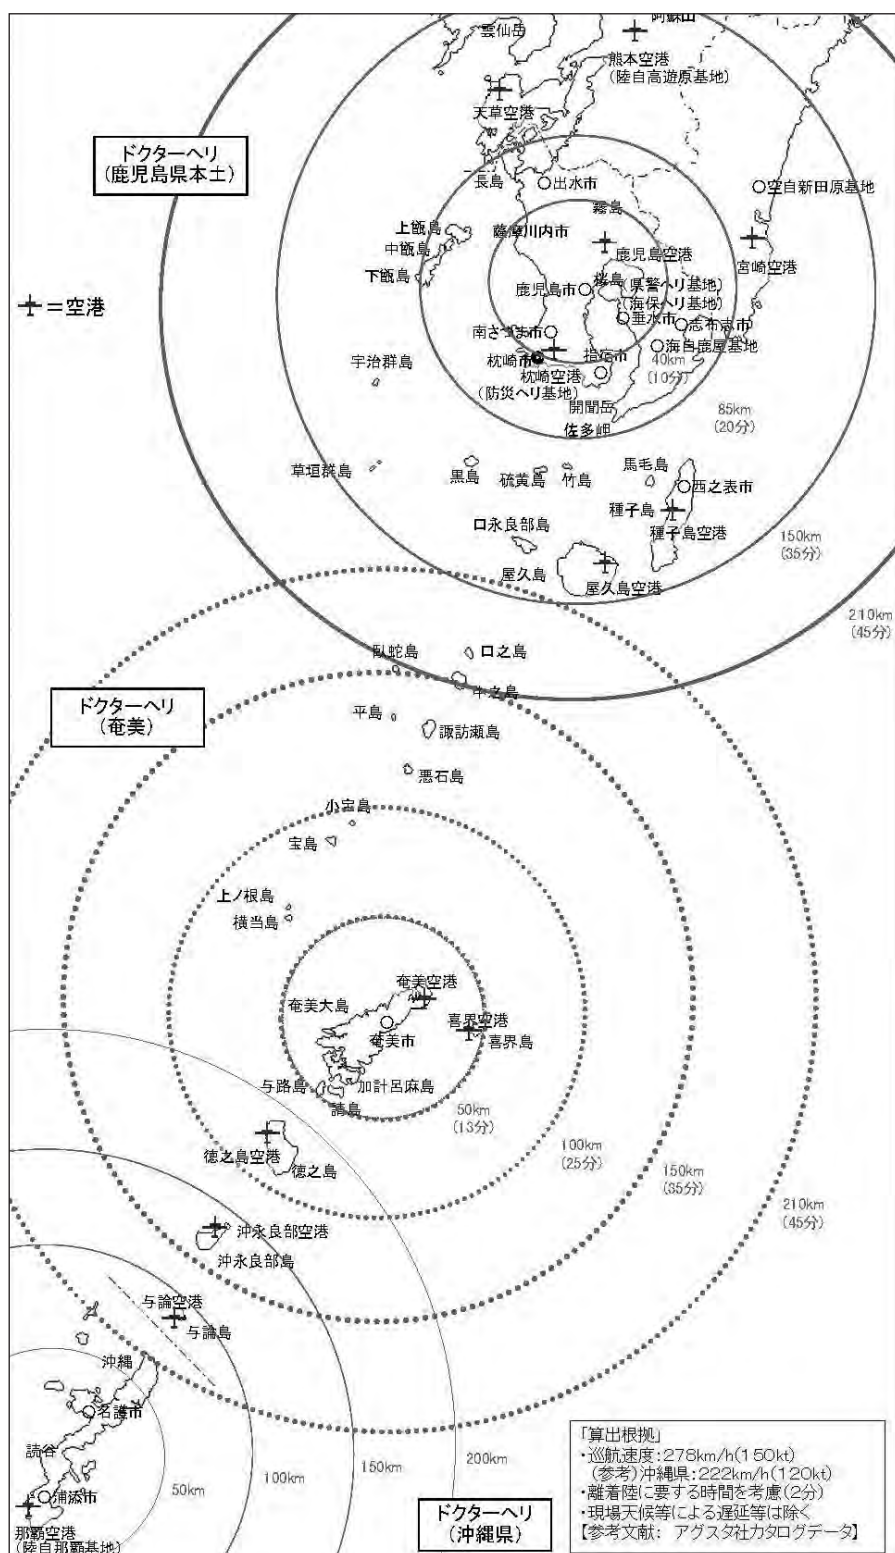 雲仙岳
阿蘇山
熊本空港
(陸自高遊原基地)
天草空港
ドクターヘリ
(鹿児島県本土)
長島
出水市
空自新田原基地
霧島
上甑島
薩摩川内市
中甑島
鹿児島空港
宮崎空港
下甑島
桜島
(県警ヘリ基地)
鹿児島市
(海保ヘリ基地)
=空港
垂水市
志布志市
南さつま市
海自鹿屋基地
枕崎市
指宿市
40km
(10分)
宇治群島
枕崎空港
(防災ヘリ基地)
開聞岳
85km
(20分)
佐多岬
草垣群島
黒島
硫黄島
竹島
馬毛島
西之表市
種子島
口永良部島
種子島空港
150km
(35分)
屋久島
屋久島空港
210km
(45分)
臥蛇島
口之島
中之島
ドクターヘリ
(奄美)
平島
諏訪瀬島
悪石島
小宝島
宝島
上ノ根島
横当島
奄美空港
奄美大島
喜界空港
奄美市
喜界島
与路島
加計呂麻島
請島
50km
(13分)
徳之島空港
徳之島
100km
(25分)
150km
(35分)
210km
(45分)
沖永良部空港
沖永良部島
与論空港
与論島
沖縄
名護市
読谷
50km
100km
150km
200km
浦添市
那覇空港
(陸自那覇基地)
ドクターヘリ
(沖縄県)
「算出根拠」
・巡航速度:278km/h(150kt)
(参考)沖縄県:222km/h(120kt)
・離着陸に要する時間を考慮(2分)
・現場天候等による遅延等は除く
【参考文献: アグスタ社カタログデータ】